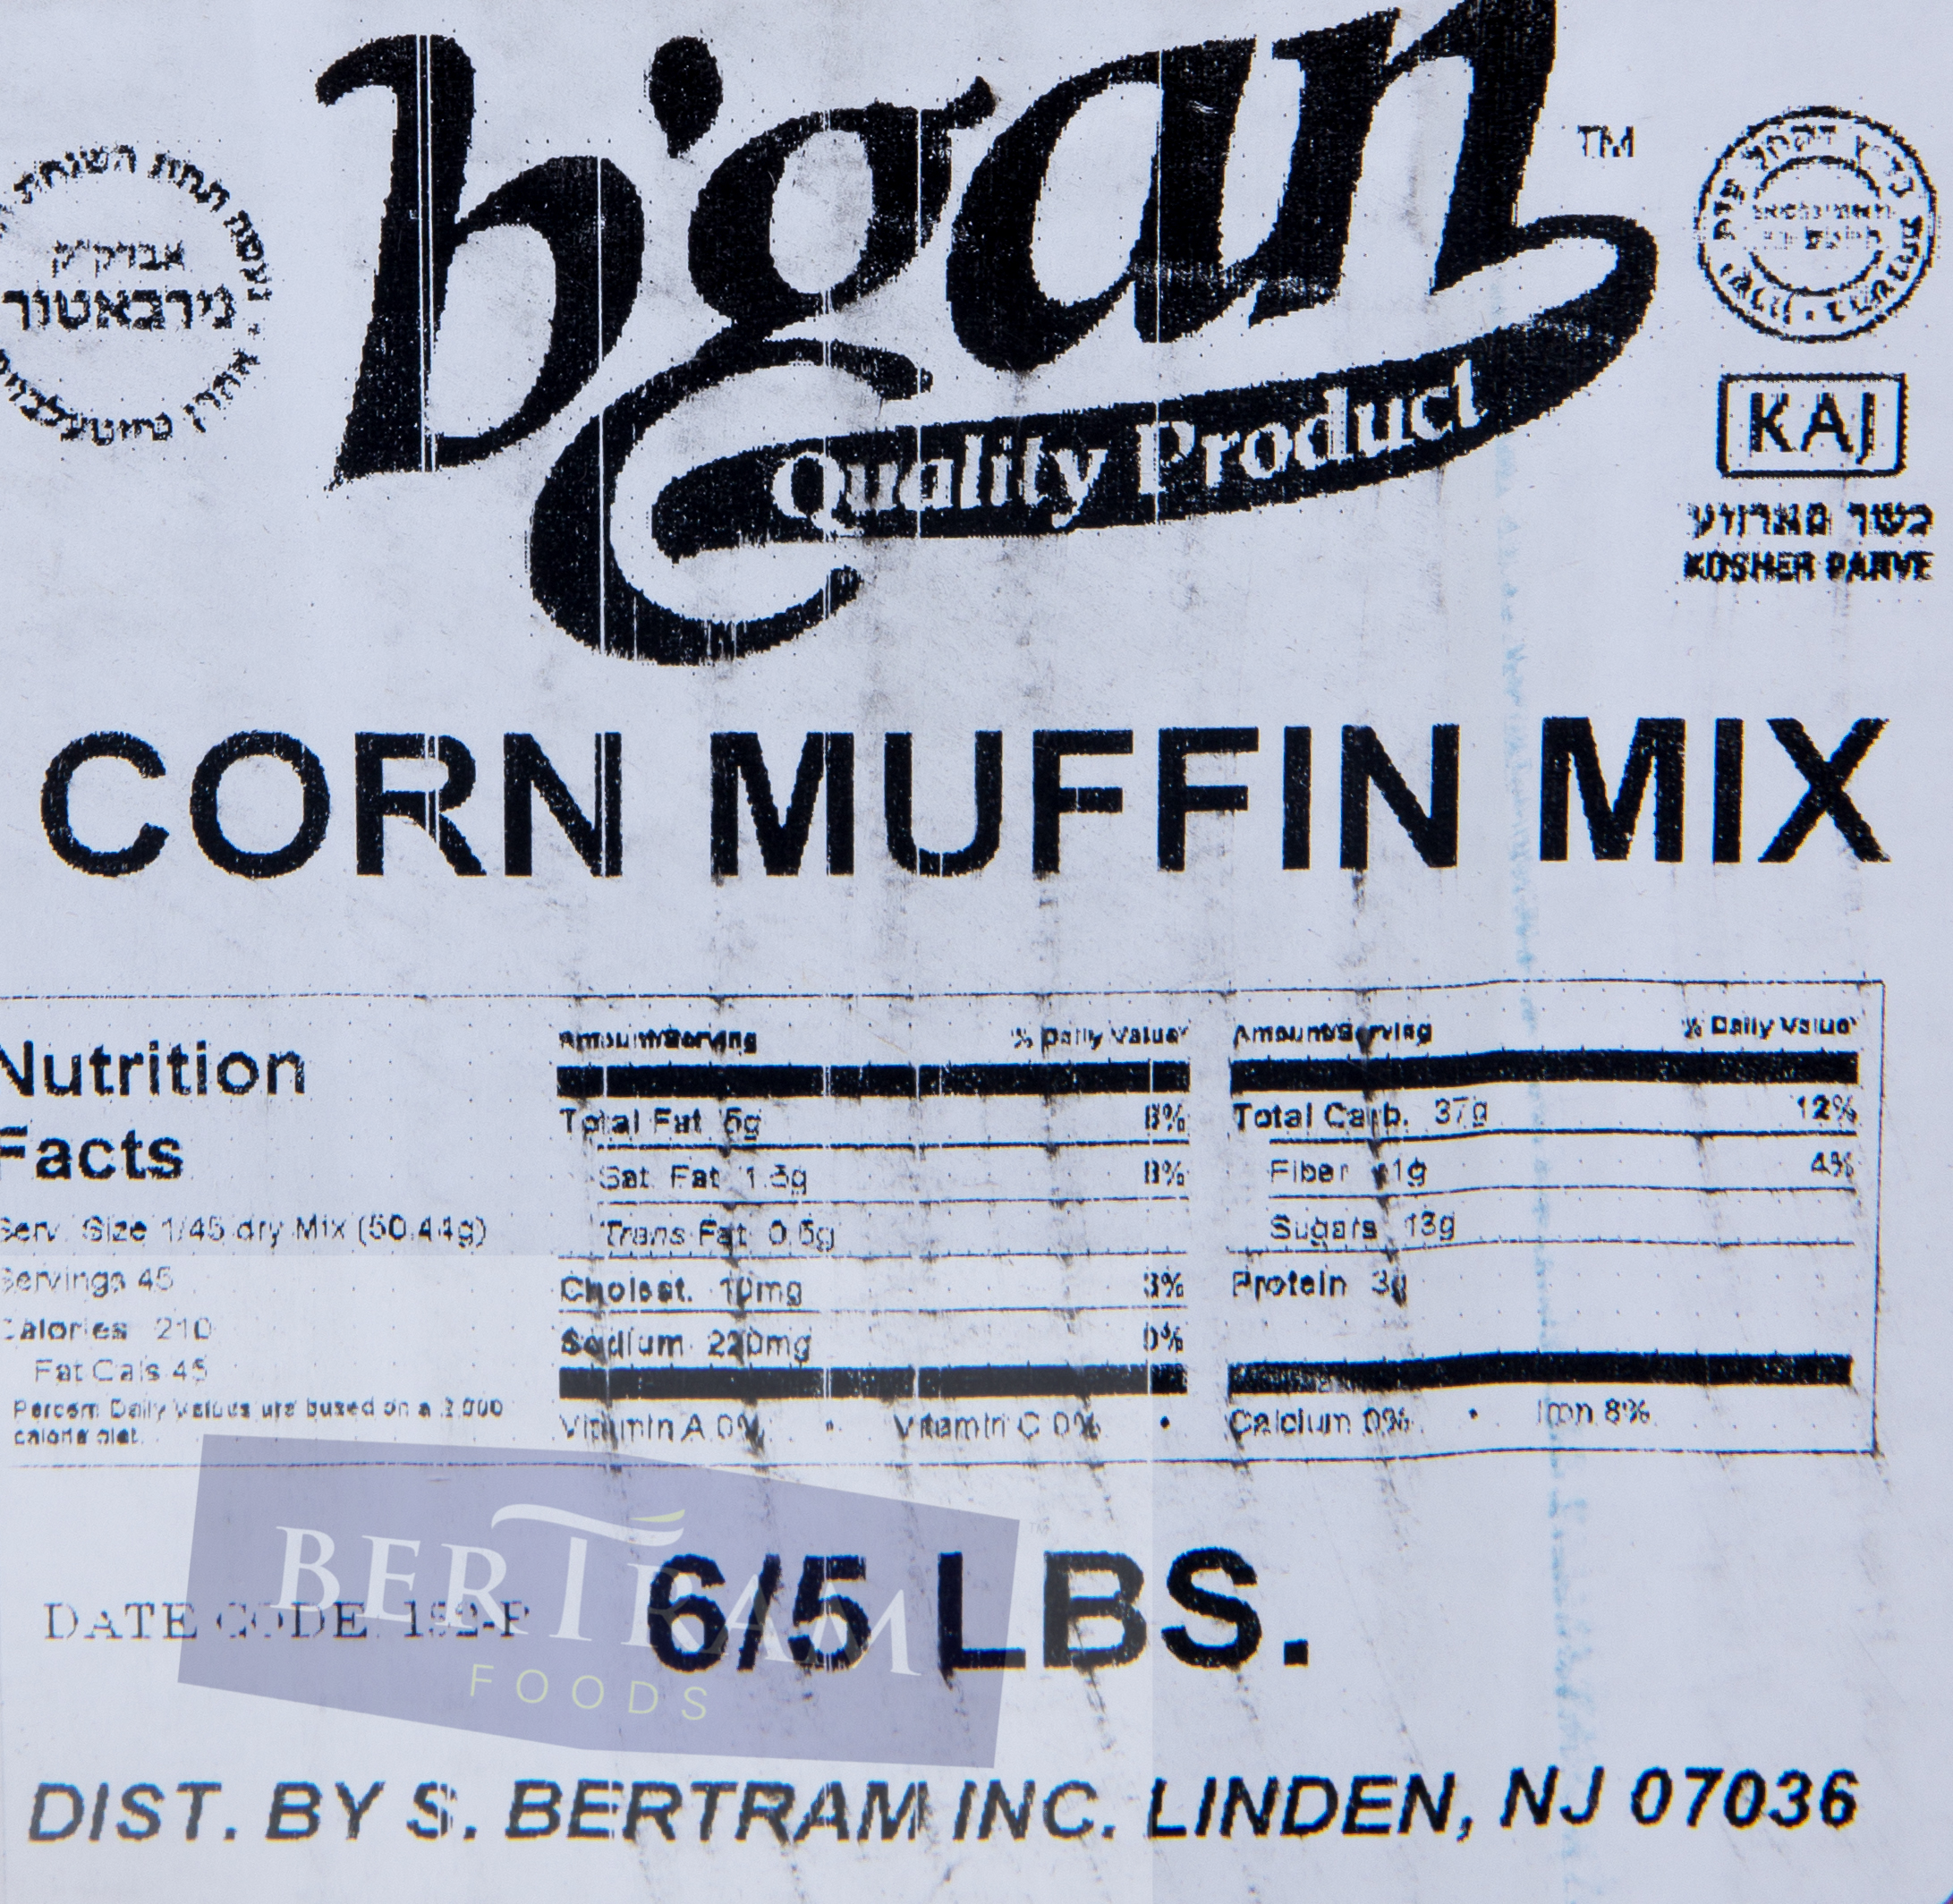 b'gan
TM
Quality Product
תחת השגחת
אבדק"ק
נירבאטור
KAJ
כשר פארווע
KOSHER PARVE
CORN MUFFIN MIX
Nutrition
Facts
Serv. Size 1/45 dry Mix (50.44g)
Servings 45
Calories 210
Fat Cals 45
Percent Daily Values are based on a 2,000
calorie diet.
Amount/Serving % Daily Value*
Total Fat 5g 8%
Sat. Fat 1.5g 8%
Trans Fat 0.5g
Cholest. 10mg 3%
Sodium 220mg
Amount/Serving % Daily Value*
Total Carb. 37g 12%
Fiber 1g 4%
Sugars 13g
Protein 3g
Vitamin A 0% • Vitamin C 0% • Calcium 0% • Iron 8%
BERTRAM
FOODS
DATE CODE: 192-P
6/5 LBS.
DIST. BY S. BERTRAM INC. LINDEN, NJ 07036